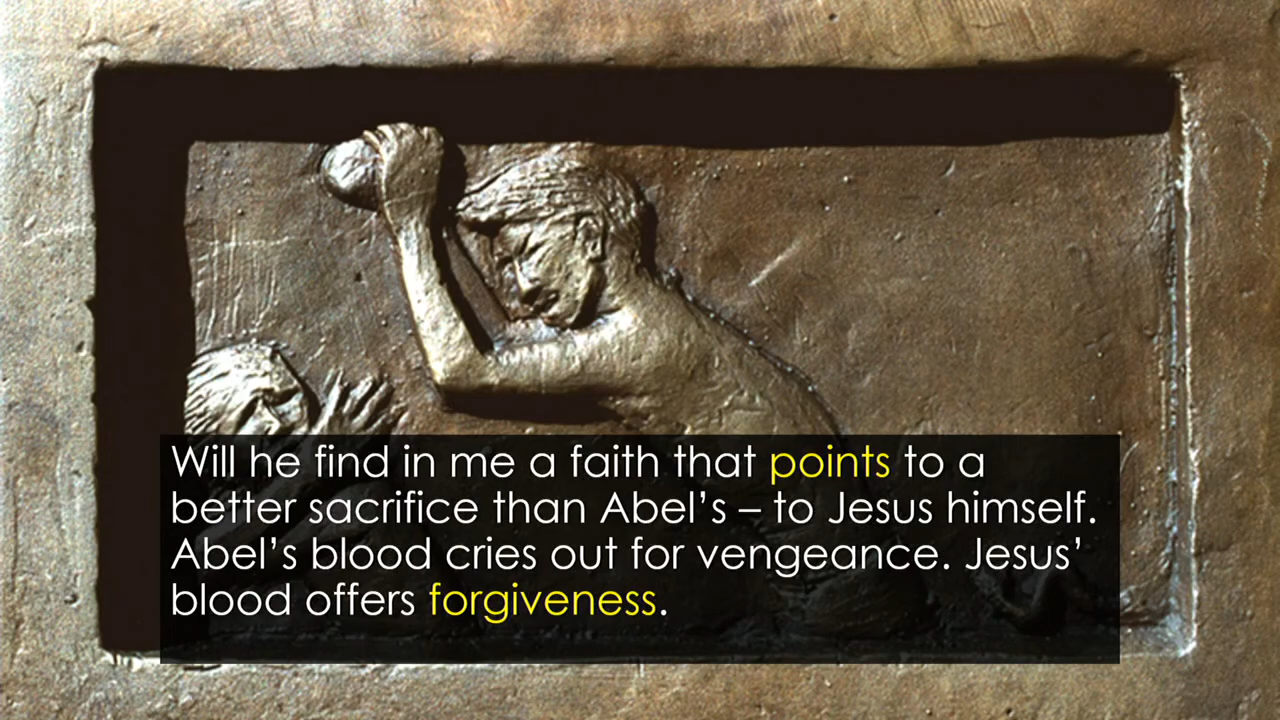 Will he find in me a faith that points to a
better sacrifice than Abel’s – to Jesus himself.
Abel’s blood cries out for vengeance. Jesus’
blood offers forgiveness.